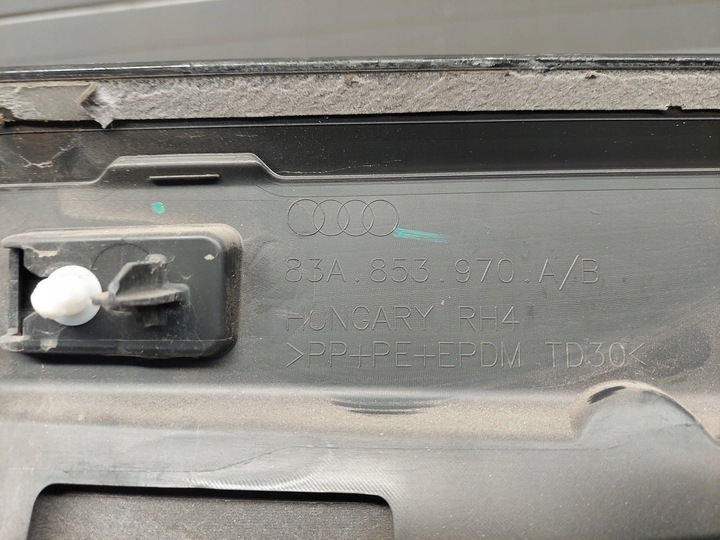 83A.853.970.A/B
HUNGARY RH4
>PP+PE+EPDM TD30<